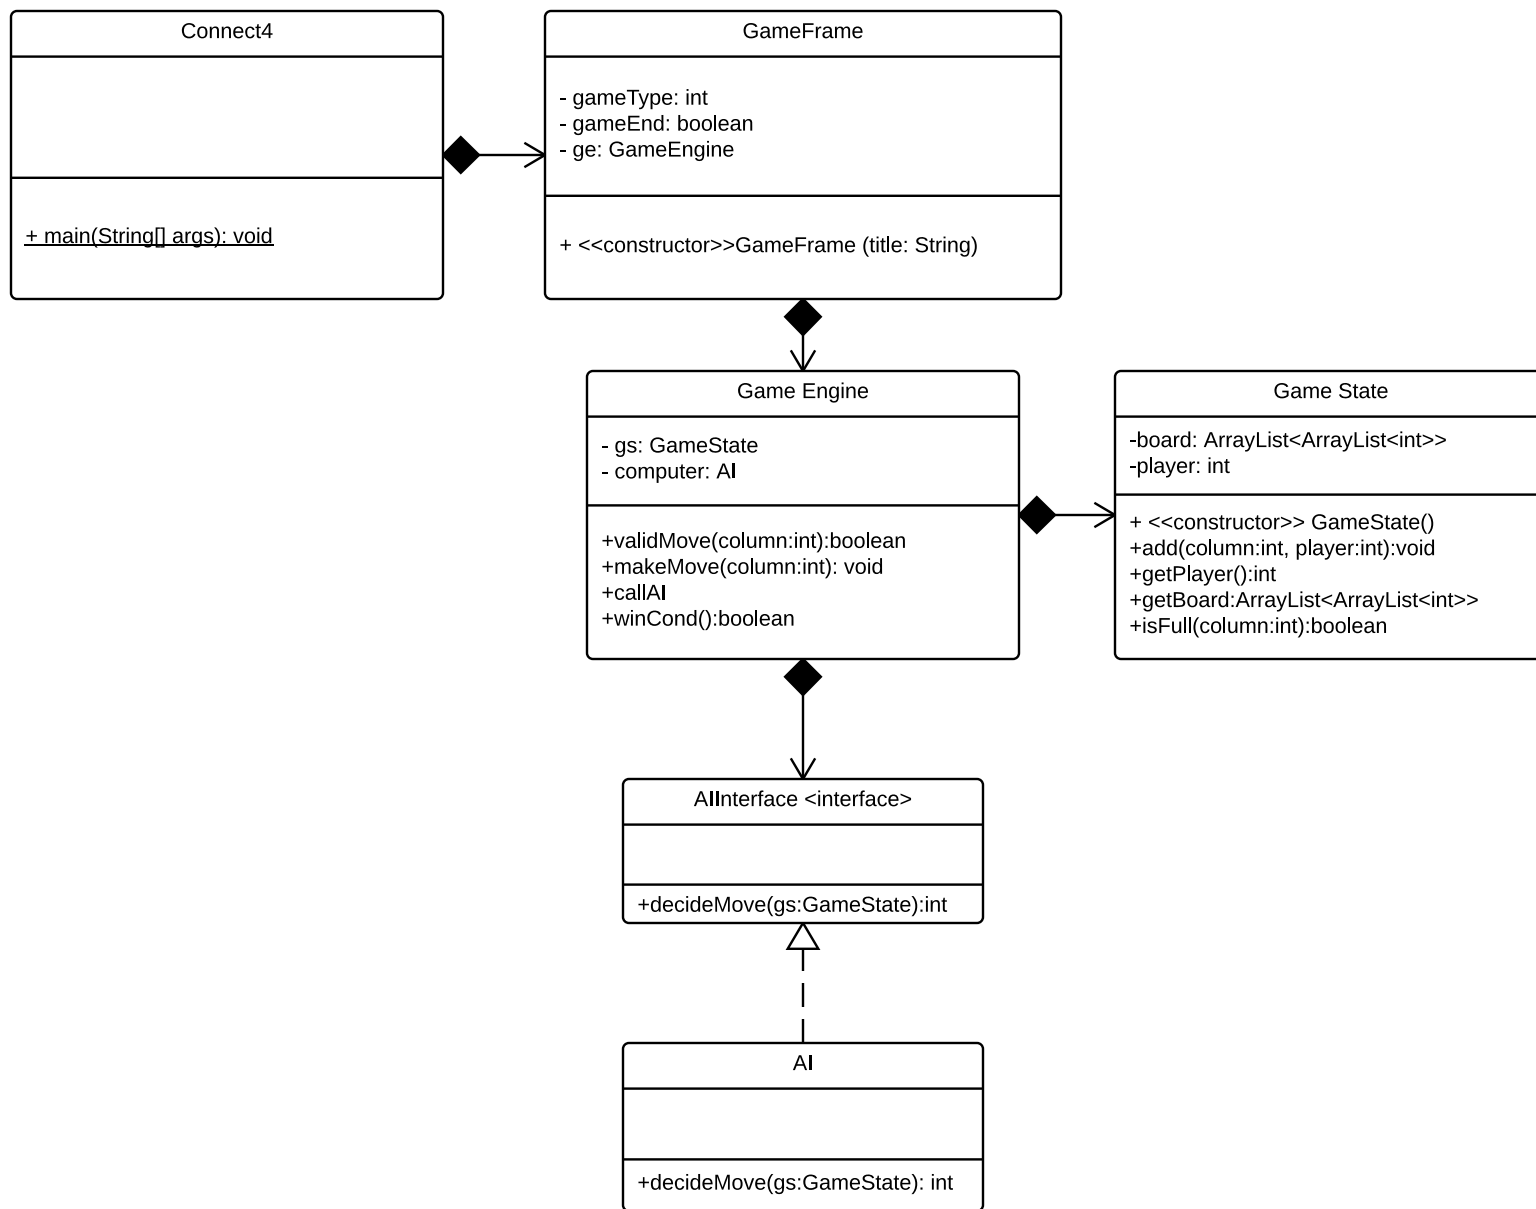 Connect4
+ main(String[] args): void
GameFrame
- gameType: int
- gameEnd: boolean
- ge: GameEngine
+ <<constructor>>GameFrame (title: String)
Game Engine
- gs: GameState
- computer: AI
+validMove(column:int):boolean
+makeMove(column:int): void
+callAI
+winCond():boolean
Game State
-board: ArrayList<ArrayList<int>>
-player: int
+ <<constructor>> GameState()
+add(column:int, player:int):void
+getPlayer():int
+getBoard:ArrayList<ArrayList<int>>
+isFull(column:int):boolean
AIInterface <interface>
+decideMove(gs:GameState):int
AI
+decideMove(gs:GameState): int